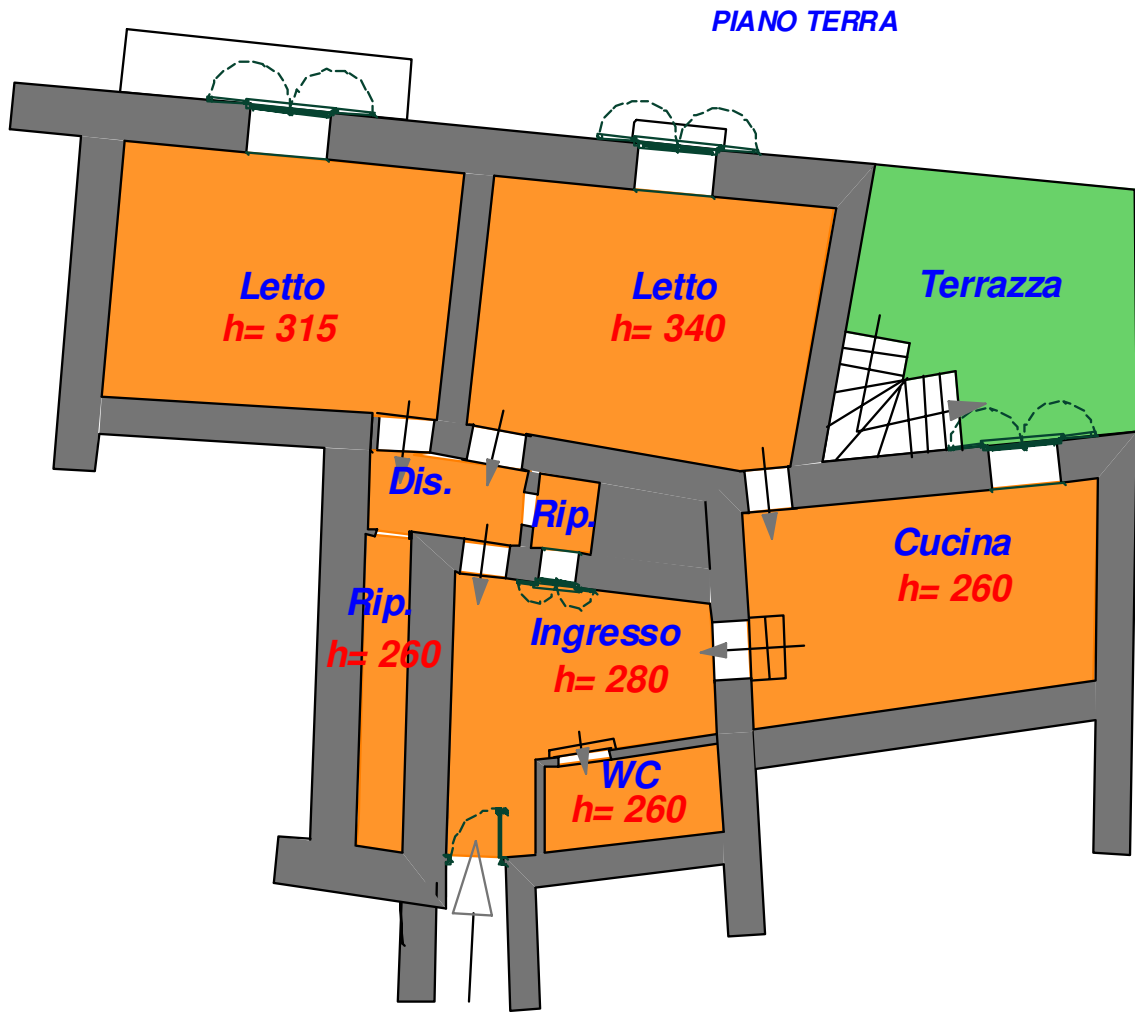 PIANO TERRA
Letto
h= 315
Letto
h= 340
Terrazza
Dis.
Rip.
Cucina
h= 260
Rip.
h= 260
Ingresso
h= 280
WC
h= 260